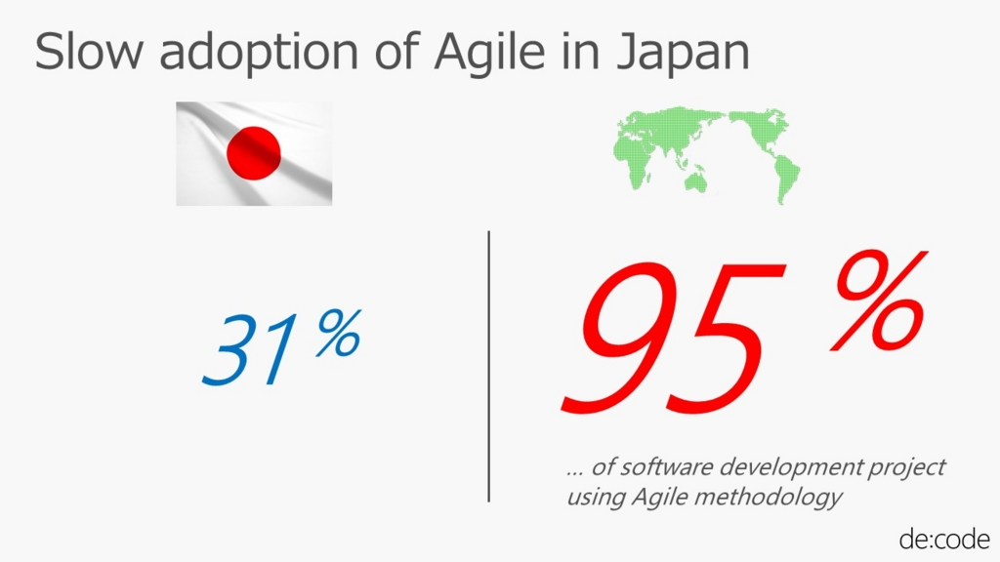 Slow adoption of Agile in Japan
31 %
95 %
... of software development project
using Agile methodology
de:code